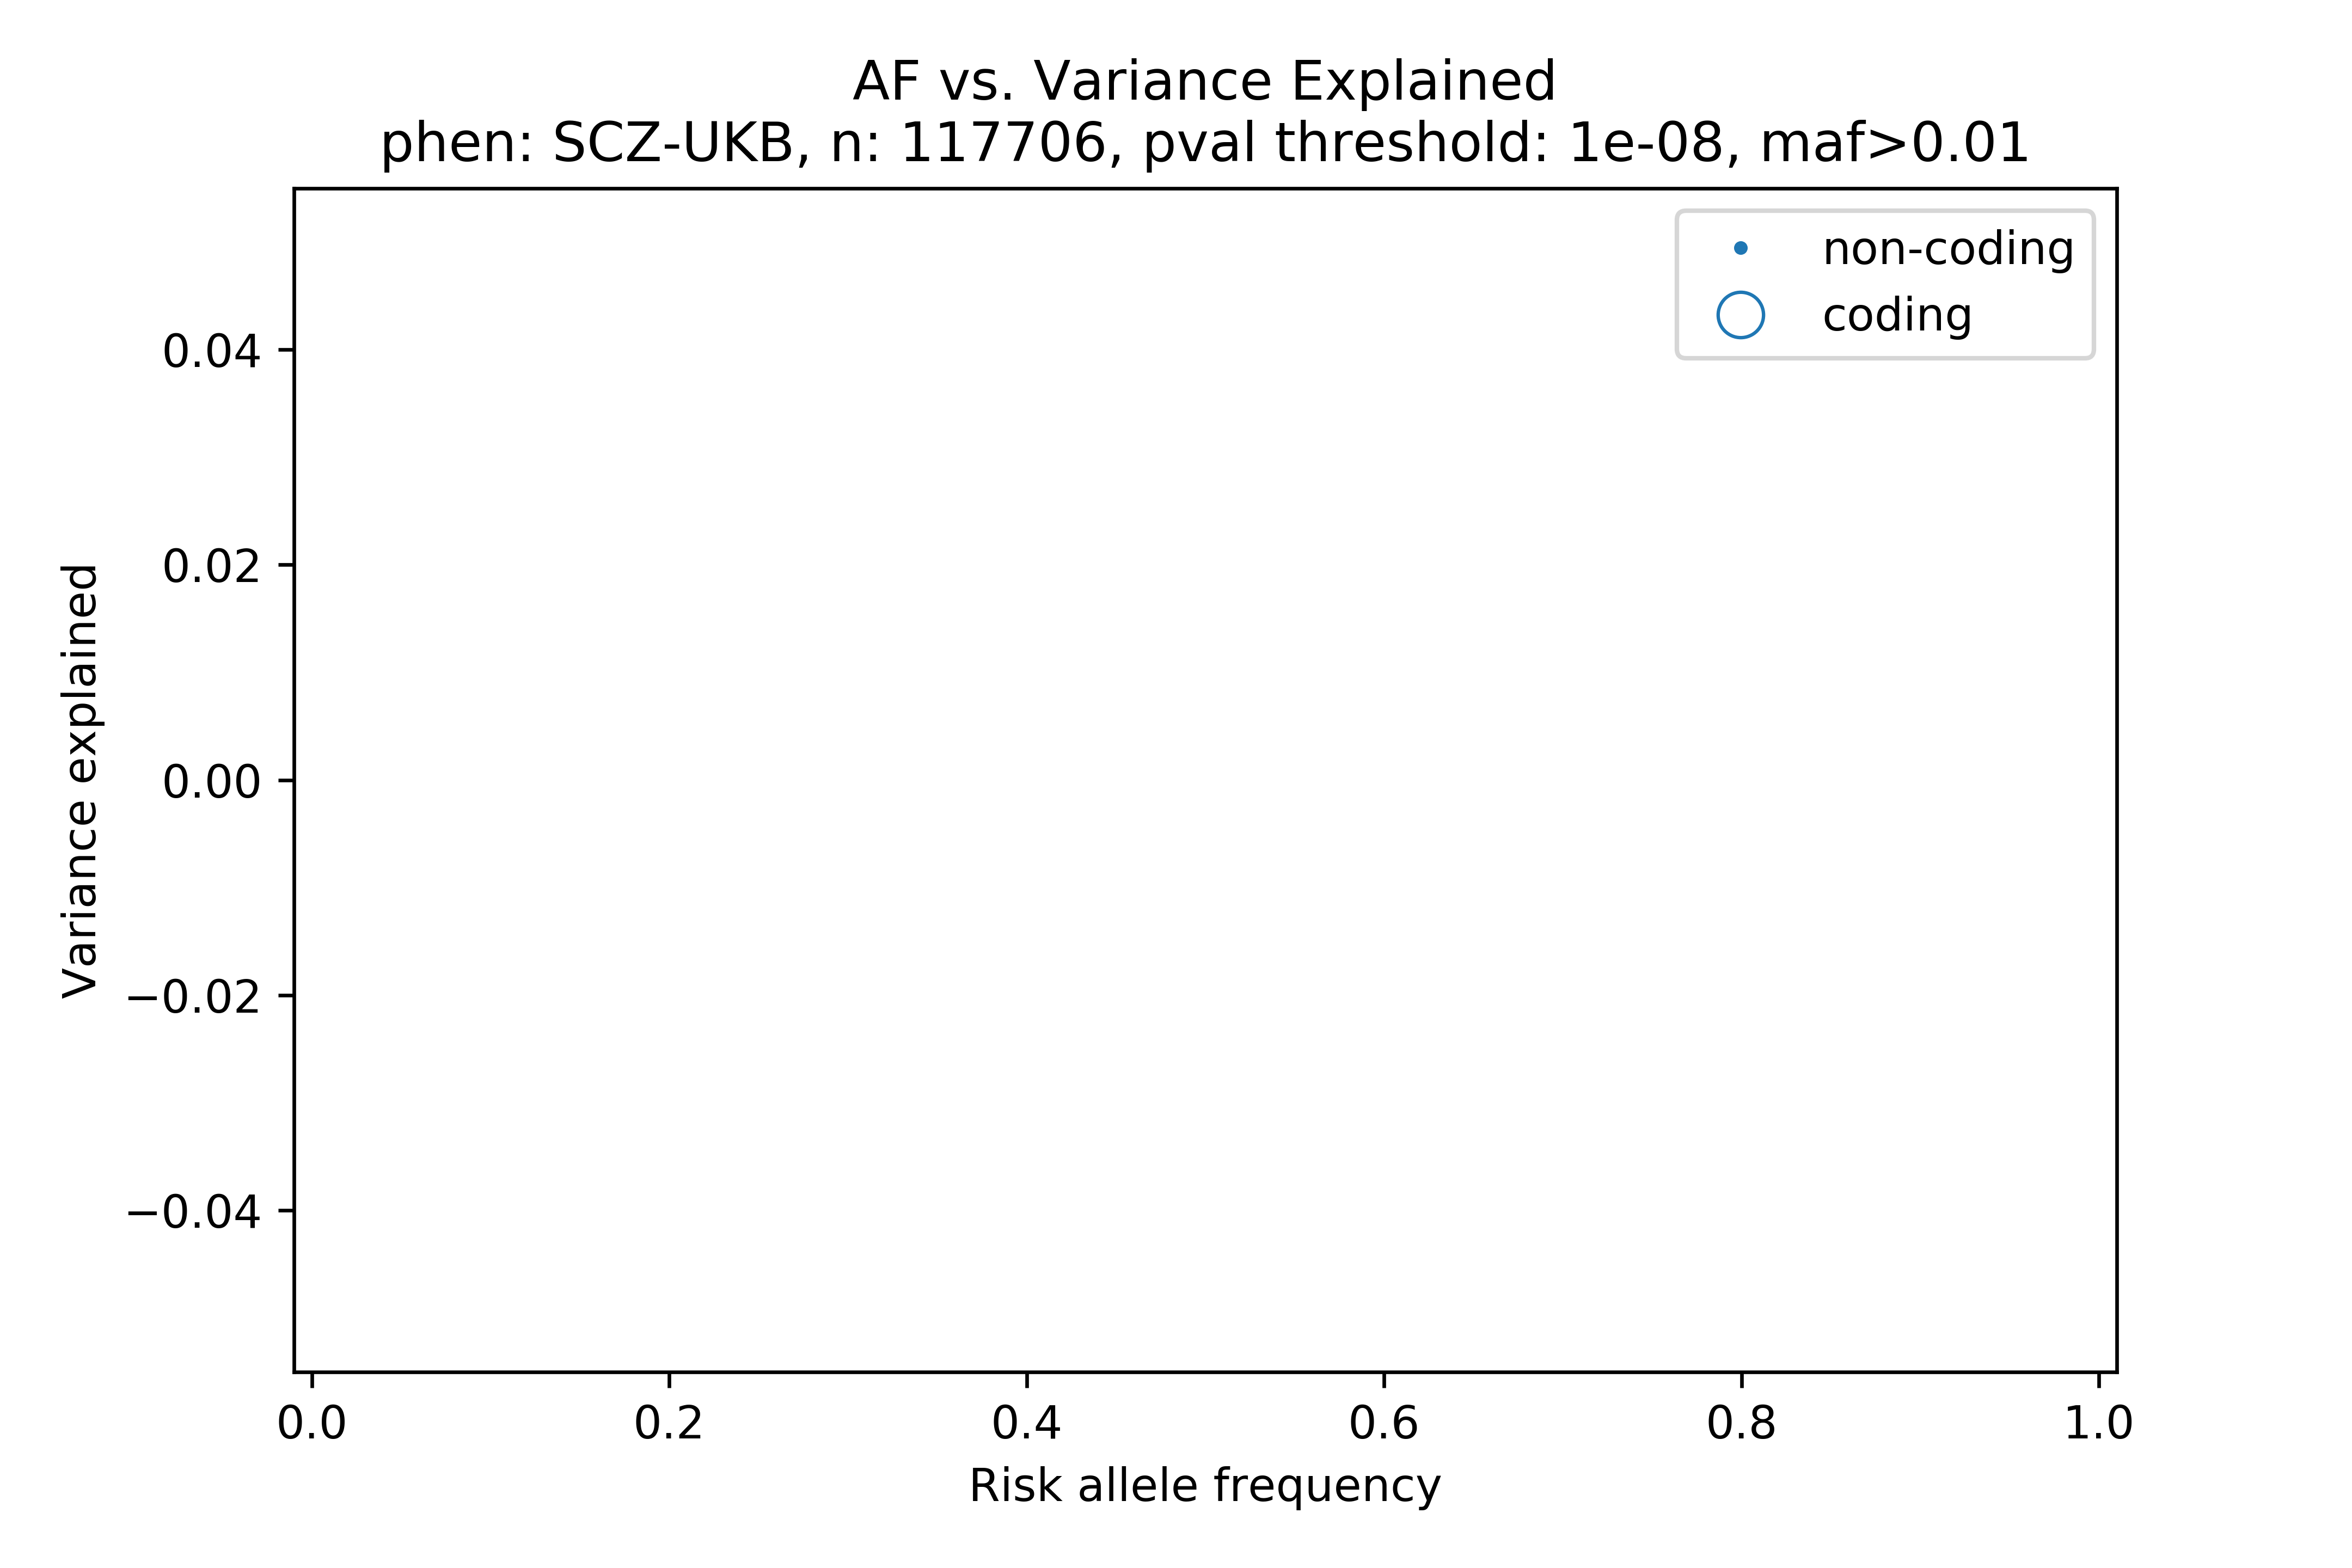 AF vs. Variance Explained
phen: SCZ-UKB, n: 117706, pval threshold: 1e-08, maf>0.01
non-coding
coding
Variance explained
0.04
0.02
0.00
−0.02
−0.04
0.0 0.2 0.4 0.6 0.8 1.0
Risk allele frequency